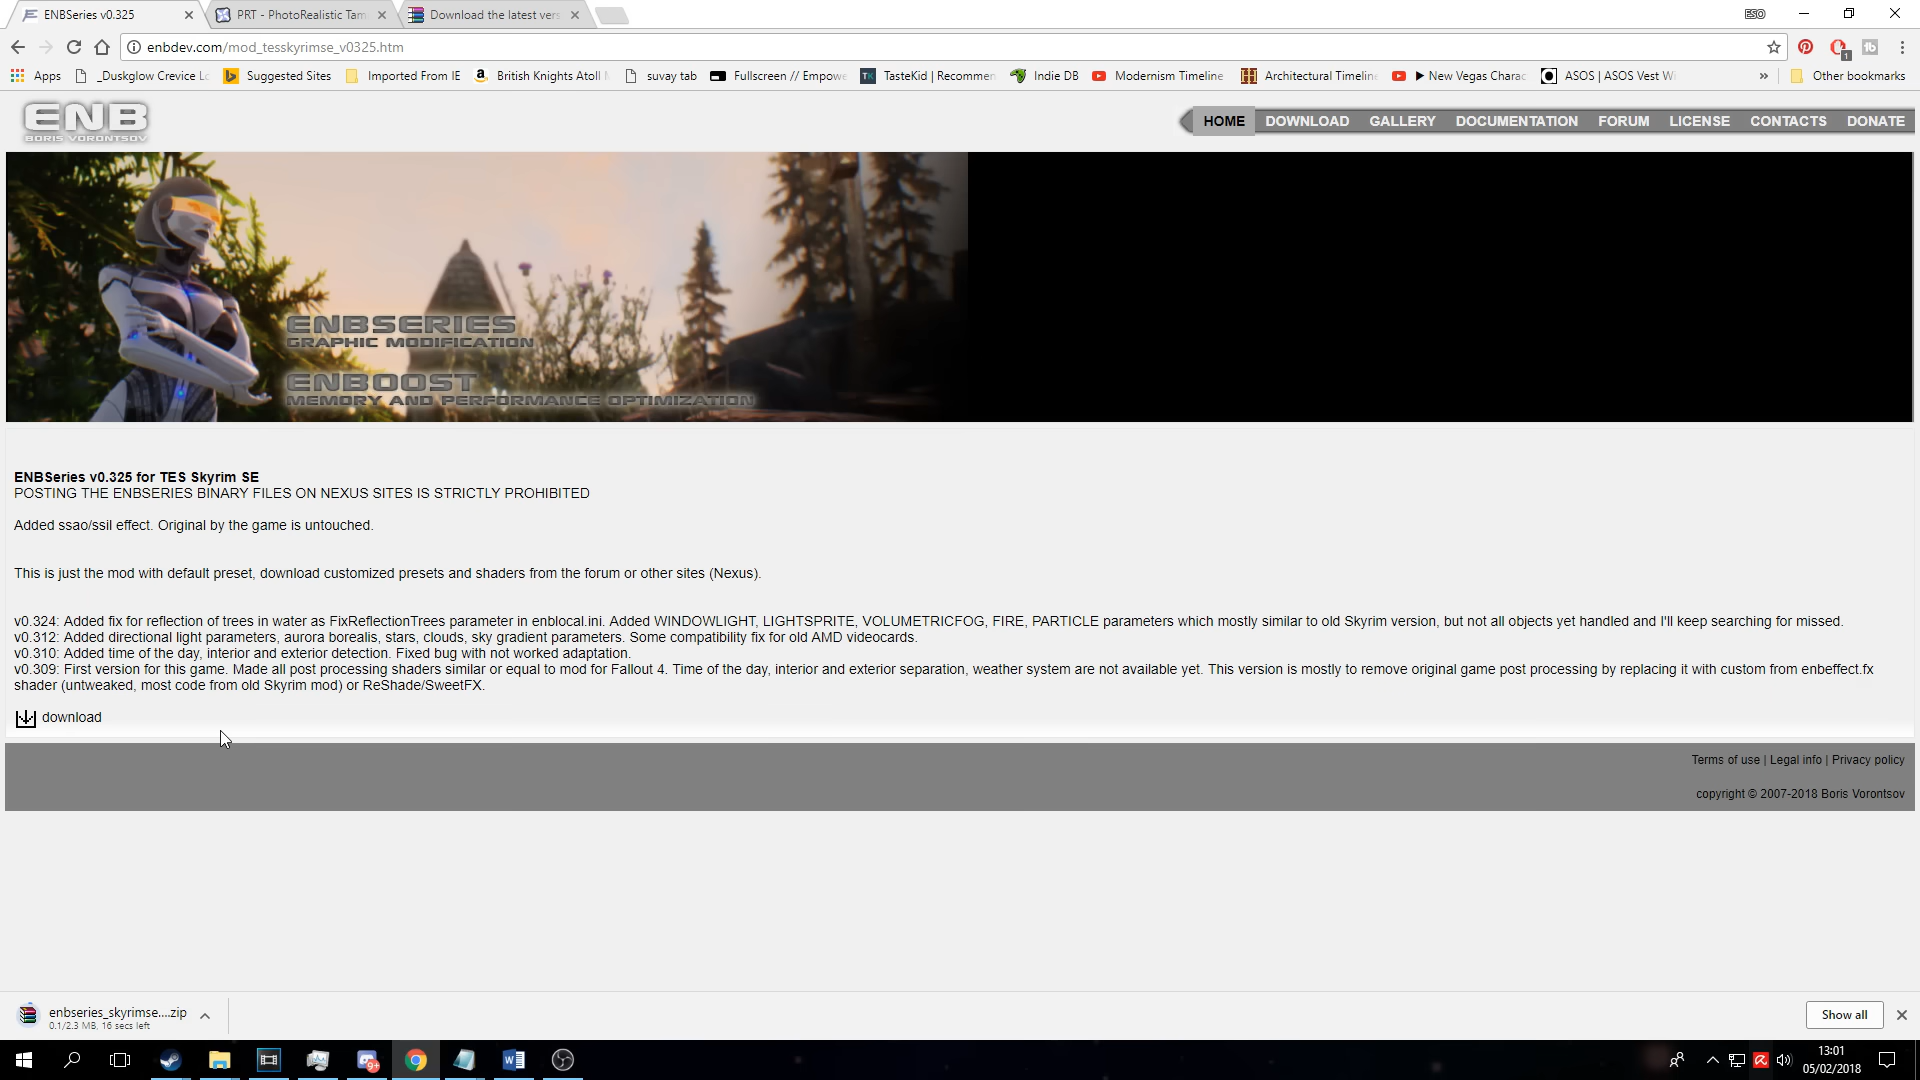 ENBSeries v0.325
PRT - PhotoRealistic Tam
Download the latest vers
ESO
enbdev.com/mod_tesskyrimse_v0325.htm
1
Apps
_Duskglow Crevice Lo
Suggested Sites
Imported From IE
British Knights Atoll M
suvay tab
Fullscreen // Empowe
TK
TasteKid | Recommen
Indie DB
Modernism Timeline
Architectural Timeline
► New Vegas Charac
ASOS | ASOS Vest Wi
»
Other bookmarks
ENB
BORIS VORONTSOV
HOME
DOWNLOAD
GALLERY
DOCUMENTATION
FORUM
LICENSE
CONTACTS
DONATE
ENBSERIES
GRAPHIC MODIFICATION
ENBOOST
MEMORY AND PERFORMANCE OPTIMIZATION
ENBSeries v0.325 for TES Skyrim SE
POSTING THE ENBSERIES BINARY FILES ON NEXUS SITES IS STRICTLY PROHIBITED
Added ssao/ssil effect. Original by the game is untouched.
This is just the mod with default preset, download customized presets and shaders from the forum or other sites (Nexus).
v0.324: Added fix for reflection of trees in water as FixReflectionTrees parameter in enblocal.ini. Added WINDOWLIGHT, LIGHTSPRITE, VOLUMETRICFOG, FIRE, PARTICLE parameters which mostly similar to old Skyrim version, but not all objects yet handled and I'll keep searching for missed.
v0.312: Added directional light parameters, aurora borealis, stars, clouds, sky gradient parameters. Some compatibility fix for old AMD videocards.
v0.310: Added time of the day, interior and exterior detection. Fixed bug with not worked adaptation.
v0.309: First version for this game. Made all post processing shaders similar or equal to mod for Fallout 4. Time of the day, interior and exterior separation, weather system are not available yet. This version is mostly to remove original game post processing by replacing it with custom from enbeffect.fx
shader (untweaked, most code from old Skyrim mod) or ReShade/SweetFX.
download
Terms of use | Legal info | Privacy policy
copyright © 2007-2018 Boris Vorontsov
enbseries_skyrimse....zip
0.1/2.3 MB, 16 secs left
Show all
9+
13:01
05/02/2018